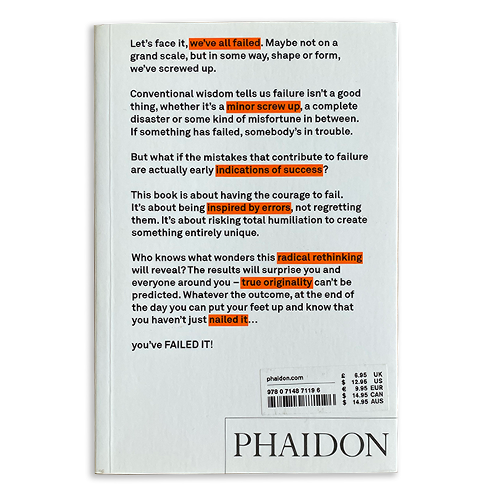 Let's face it, we've all failed. Maybe not on a
grand scale, but in some way, shape or form,
we've screwed up.
Conventional wisdom tells us failure isn't a good
thing, whether it's a minor screw up, a complete
disaster or some kind of misfortune in between.
If something has failed, somebody's in trouble.
But what if the mistakes that contribute to failure
are actually early indications of success?
This book is about having the courage to fail.
It's about being inspired by errors, not regretting
them. It's about risking total humiliation to create
something entirely unique.
Who knows what wonders this radical rethinking
will reveal? The results will surprise you and
everyone around you – true originality can't be
predicted. Whatever the outcome, at the end of
the day you can put your feet up and know that
you haven't just nailed it...
you've FAILED IT!
phaidon.com
978 0 7148 7119 6
£ 6.95 UK
$ 12.95 US
€ 9.95 EUR
$ 14.95 CAN
$ 14.95 AUS
PHAIDON